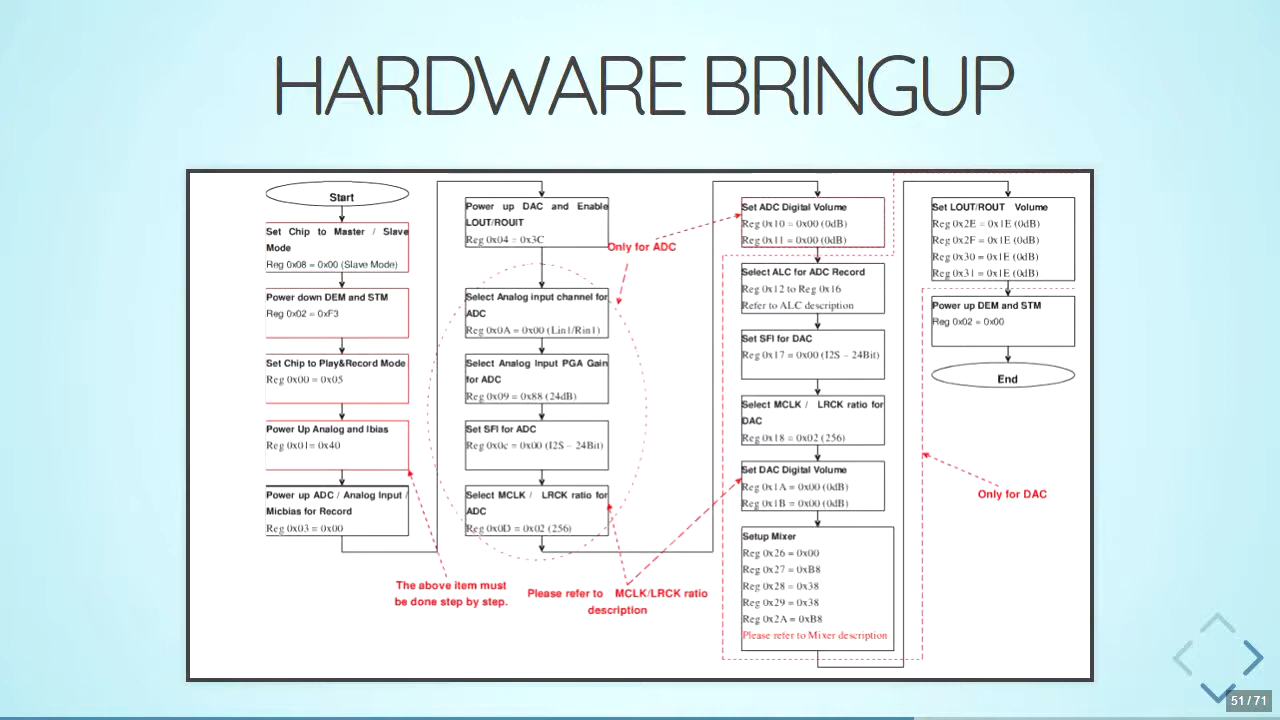 HARDWARE BRINGUP
Start
Set Chip to Master / Slave
Mode
Reg 0x08 = 0x00 (Slave Mode)
Power down DEM and STM
Reg 0x02 = 0xF3
Set Chip to Play&Record Mode
Reg 0x00 = 0x05
Power Up Analog and Ibias
Reg 0x01= 0x40
Power up ADC / Analog Input /
Micbias for Record
Reg 0x03 = 0x00
The above item must
be done step by step.
Power up DAC and Enable
LOUT/ROUIT
Reg 0x04 = 0x3C
Only for ADC
Select Analog input channel for
ADC
Reg 0x0A = 0x00 (Lin1/Rin1)
Select Analog Input PGA Gain
for ADC
Reg 0x09 = 0x88 (24dB)
Set SFI for ADC
Reg 0x0c = 0x00 (I2S – 24Bit)
Select MCLK / LRCK ratio for
ADC
Reg 0x0D = 0x02 (256)
Please refer to MCLK/LRCK ratio
description
Set ADC Digital Volume
Reg 0x10 = 0x00 (0dB)
Reg 0x11 = 0x00 (0dB)
Select ALC for ADC Record
Reg 0x12 to Reg 0x16
Refer to ALC description
Set SFI for DAC
Reg 0x17 = 0x00 (I2S – 24Bit)
Select MCLK / LRCK ratio for
DAC
Reg 0x18 = 0x02 (256)
Set DAC Digital Volume
Reg 0x1A = 0x00 (0dB)
Reg 0x1B = 0x00 (0dB)
Setup Mixer
Reg 0x26 = 0x00
Reg 0x27 = 0xB8
Reg 0x28 = 0x38
Reg 0x29 = 0x38
Reg 0x2A = 0xB8
Please refer to Mixer description
Set LOUT/ROUT Volume
Reg 0x2E = 0x1E (0dB)
Reg 0x2F = 0x1E (0dB)
Reg 0x30 = 0x1E (0dB)
Reg 0x31 = 0x1E (0dB)
Power up DEM and STM
Reg 0x02 = 0x00
End
Only for DAC
51 / 71